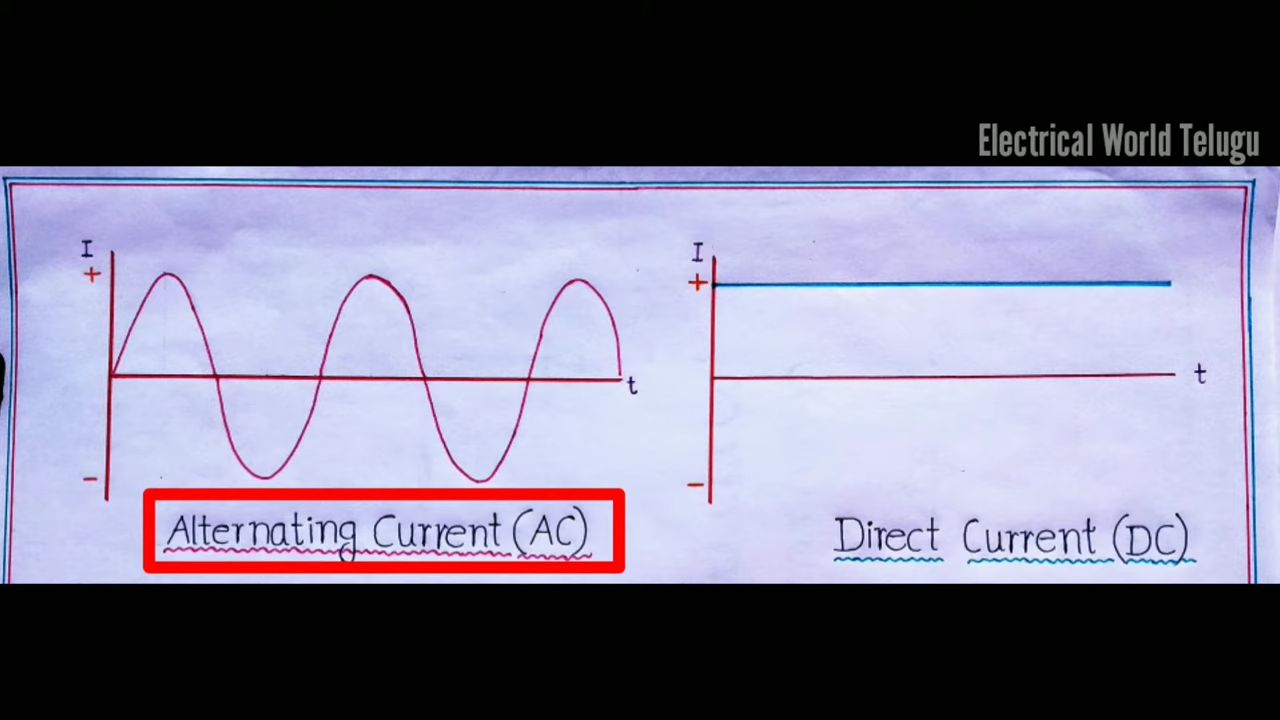 Electrical World Telugu
I
+
t
-
Alternating Current (AC)
I
+
t
-
Direct Current (DC)